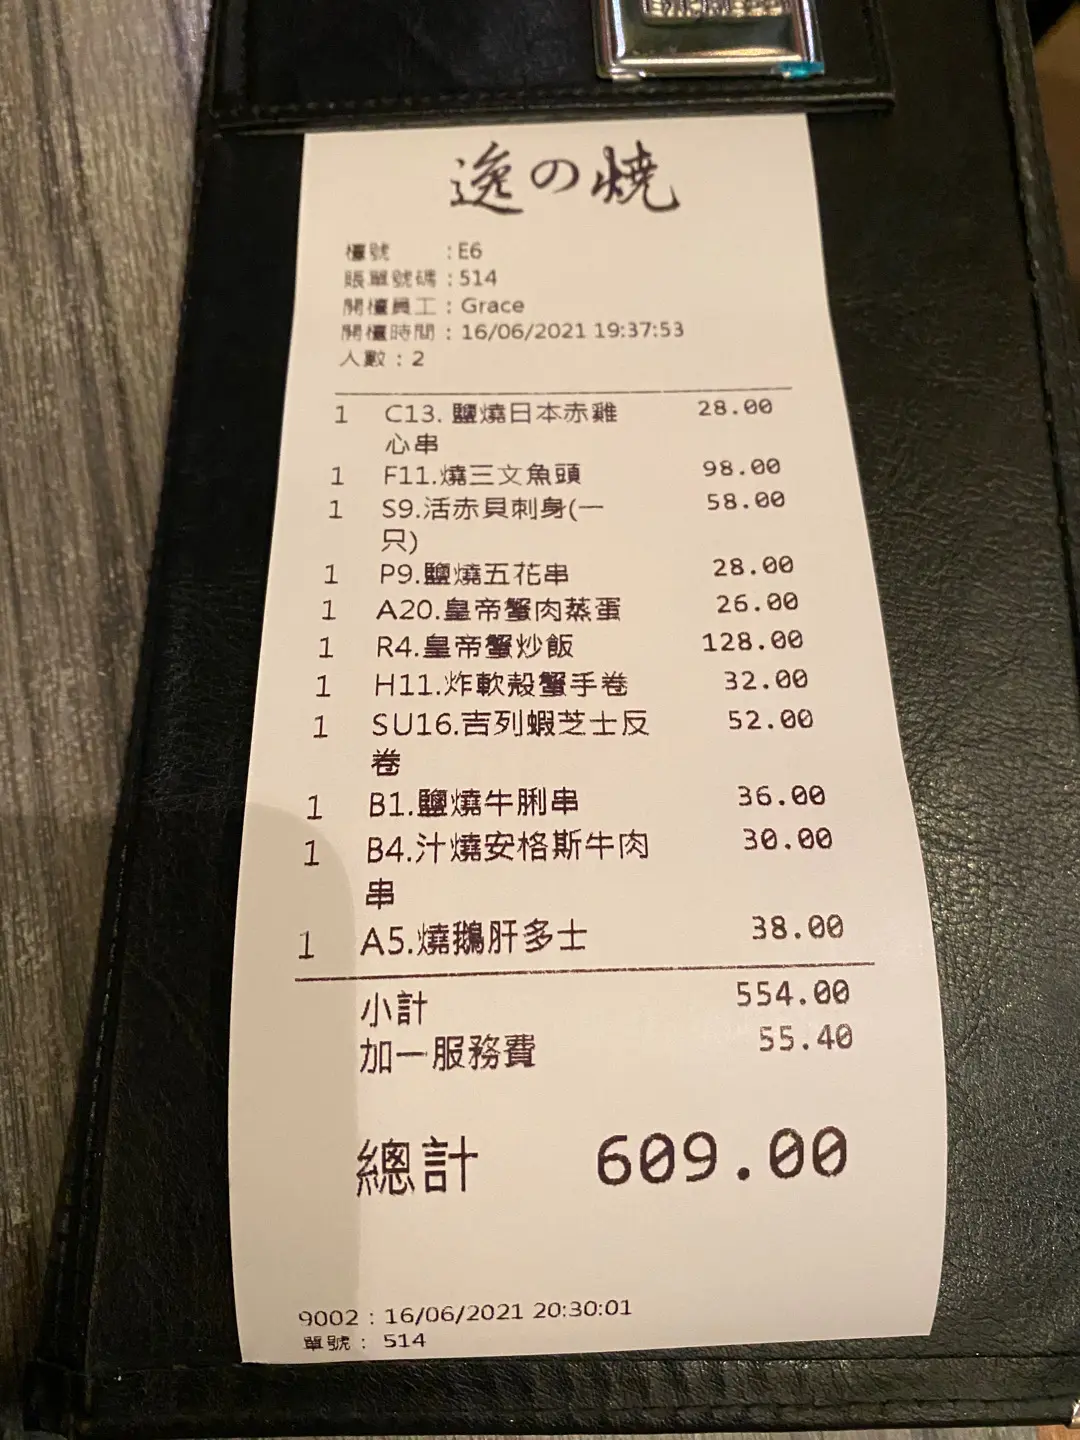 逸の燒
檯號 : E6
賬單號碼 : 514
開檯員工 : Grace
開檯時間 : 16/06/2021 19:37:53
人數 : 2
1 C13. 鹽燒日本赤雞 28.00
心串
1 F11.燒三文魚頭 98.00
1 S9.活赤貝刺身(一 58.00
只)
1 P9.鹽燒五花串 28.00
1 A20.皇帝蟹肉蒸蛋 26.00
1 R4.皇帝蟹炒飯 128.00
1 H11.炸軟殼蟹手卷 32.00
1 SU16.吉列蝦芝士反 52.00
卷
1 B1.鹽燒牛脷串 36.00
1 B4.汁燒安格斯牛肉 30.00
串
1 A5.燒鵝肝多士 38.00
小計 554.00
加一服務費 55.40
總計 609.00
9002 : 16/06/2021 20:30:01
單號 : 514